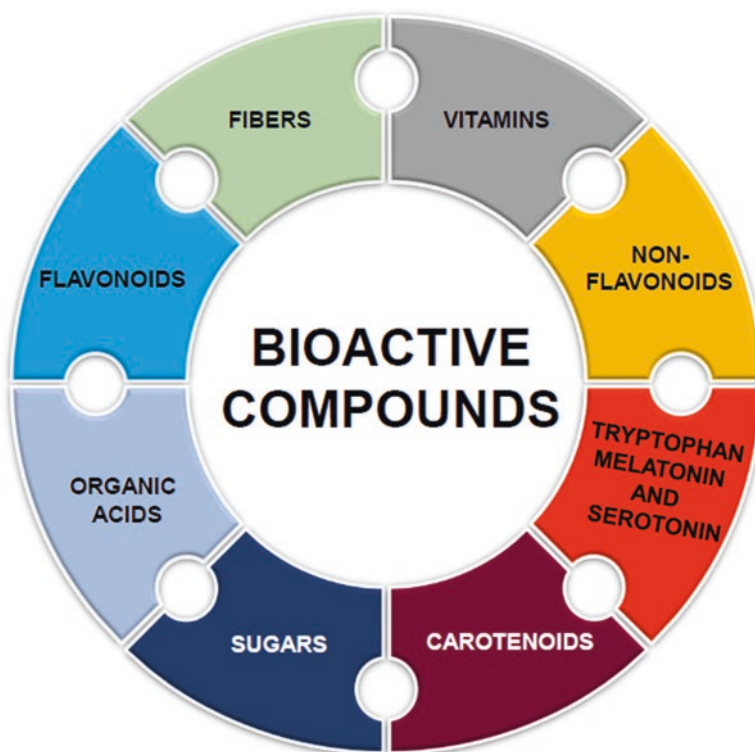 FIBERS
VITAMINS
NON-
FLAVONOIDS
TRYPTOPHAN
MELATONIN
AND
SEROTONIN
CAROTENOIDS
SUGARS
ORGANIC
ACIDS
FLAVONOIDS
BIOACTIVE
COMPOUNDS